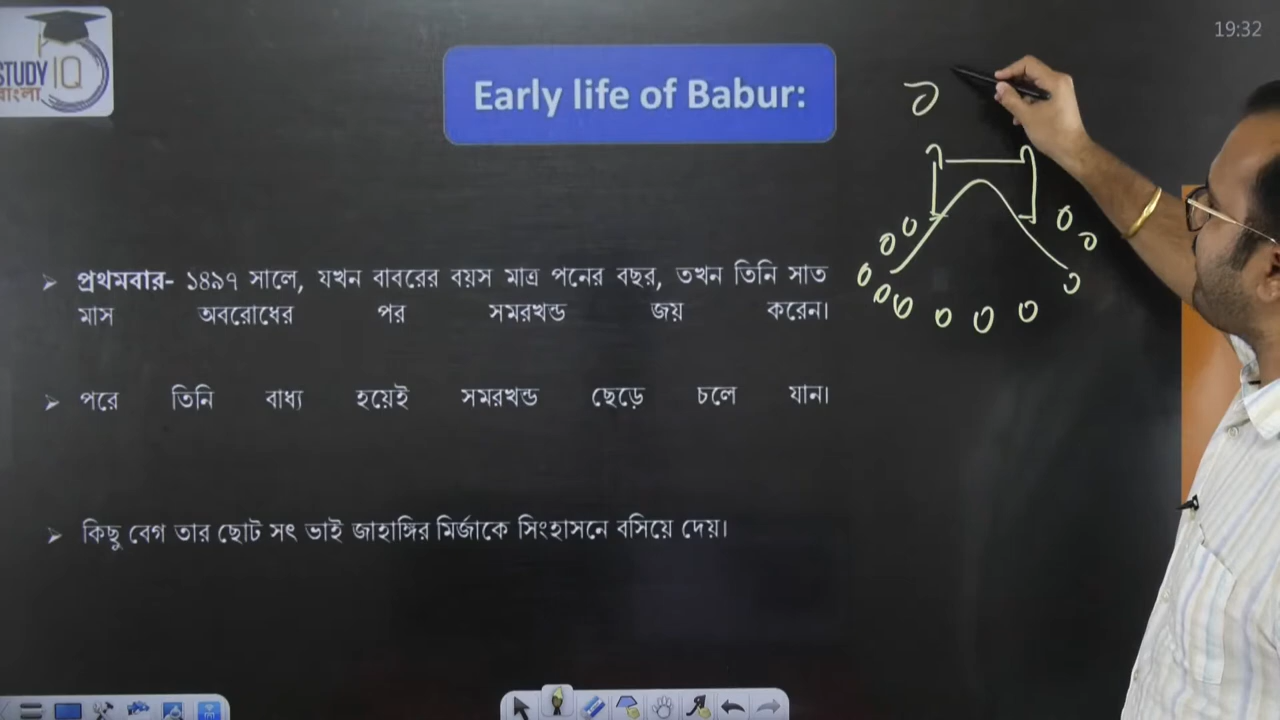 STUDY IQ
বাংলা
19:32
Early life of Babur:
প্রথমবার- ১৪৯৭ সালে, যখন বাবরের বয়স মাত্র পনের বছর, তখন তিনি সাত
মাস অবরোধের পর সমরখন্ড জয় করেন।
পরে তিনি বাধ্য হয়েই সমরখন্ড ছেড়ে চলে যান।
কিছু বেগ তার ছোট সৎ ভাই জাহাঙ্গির মির্জাকে সিংহাসনে বসিয়ে দেয়।